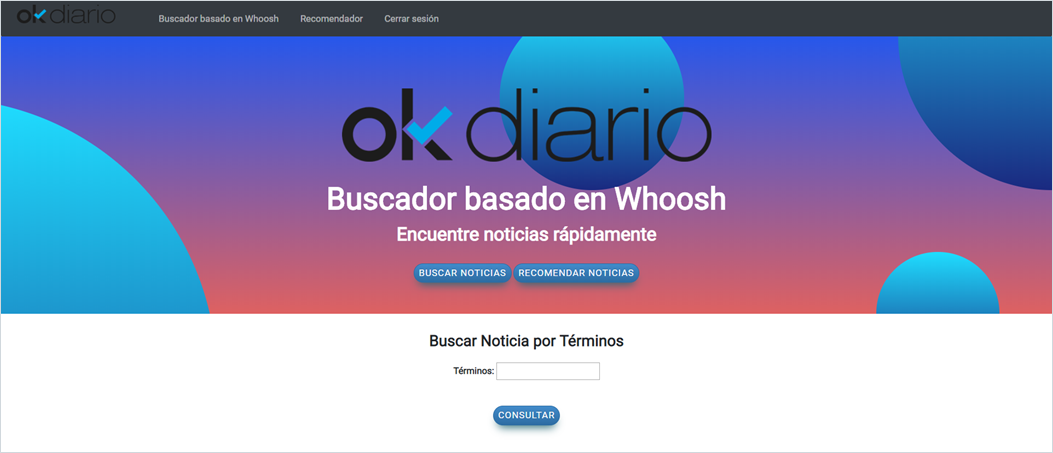 okdiario Buscador basado en Whoosh Recomendador Cerrar sesión
okdiario
Buscador basado en Whoosh
Encuentre noticias rápidamente
BUSCAR NOTICIAS RECOMENDAR NOTICIAS
Buscar Noticia por Términos
Términos:
CONSULTAR